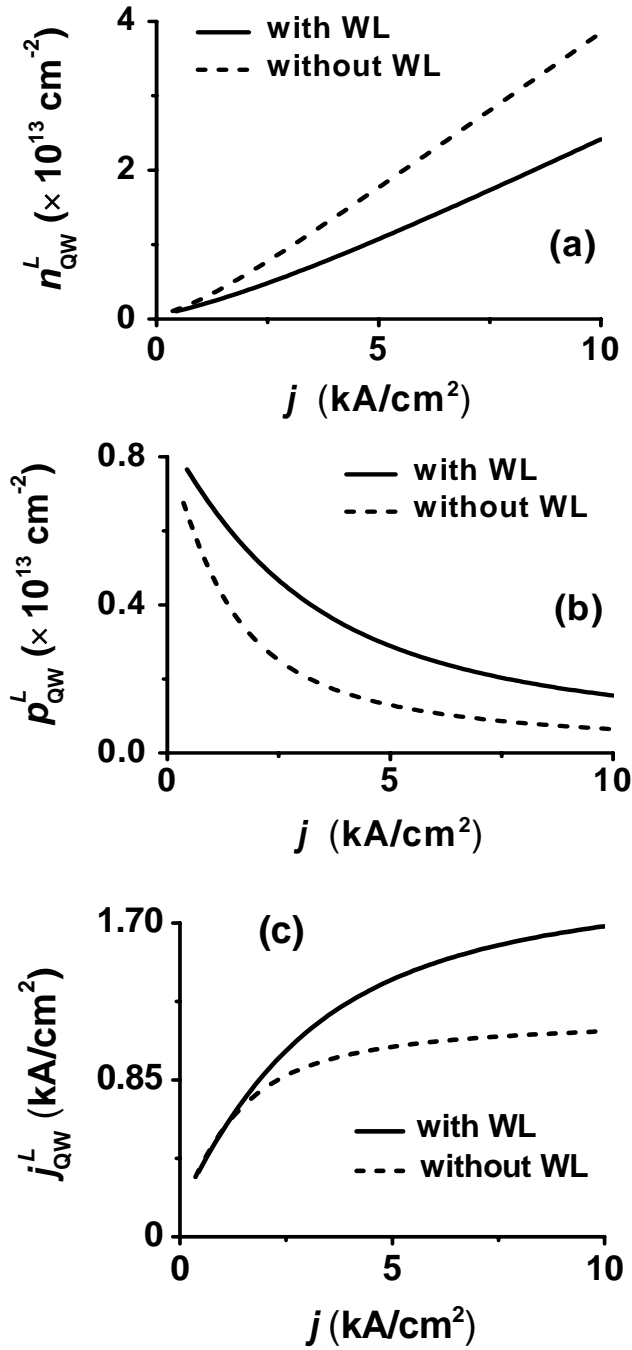 4
2
0
n^L_QW (× 10^13 cm^-2)
with WL
without WL
(a)
0
5
10
j (kA/cm^2)
0.8
0.4
0.0
p^L_QW (× 10^13 cm^-2)
with WL
without WL
(b)
0
5
10
j (kA/cm^2)
1.70
0.85
0
j^L_QW (kA/cm^2)
(c)
with WL
without WL
0
5
10
j (kA/cm^2)